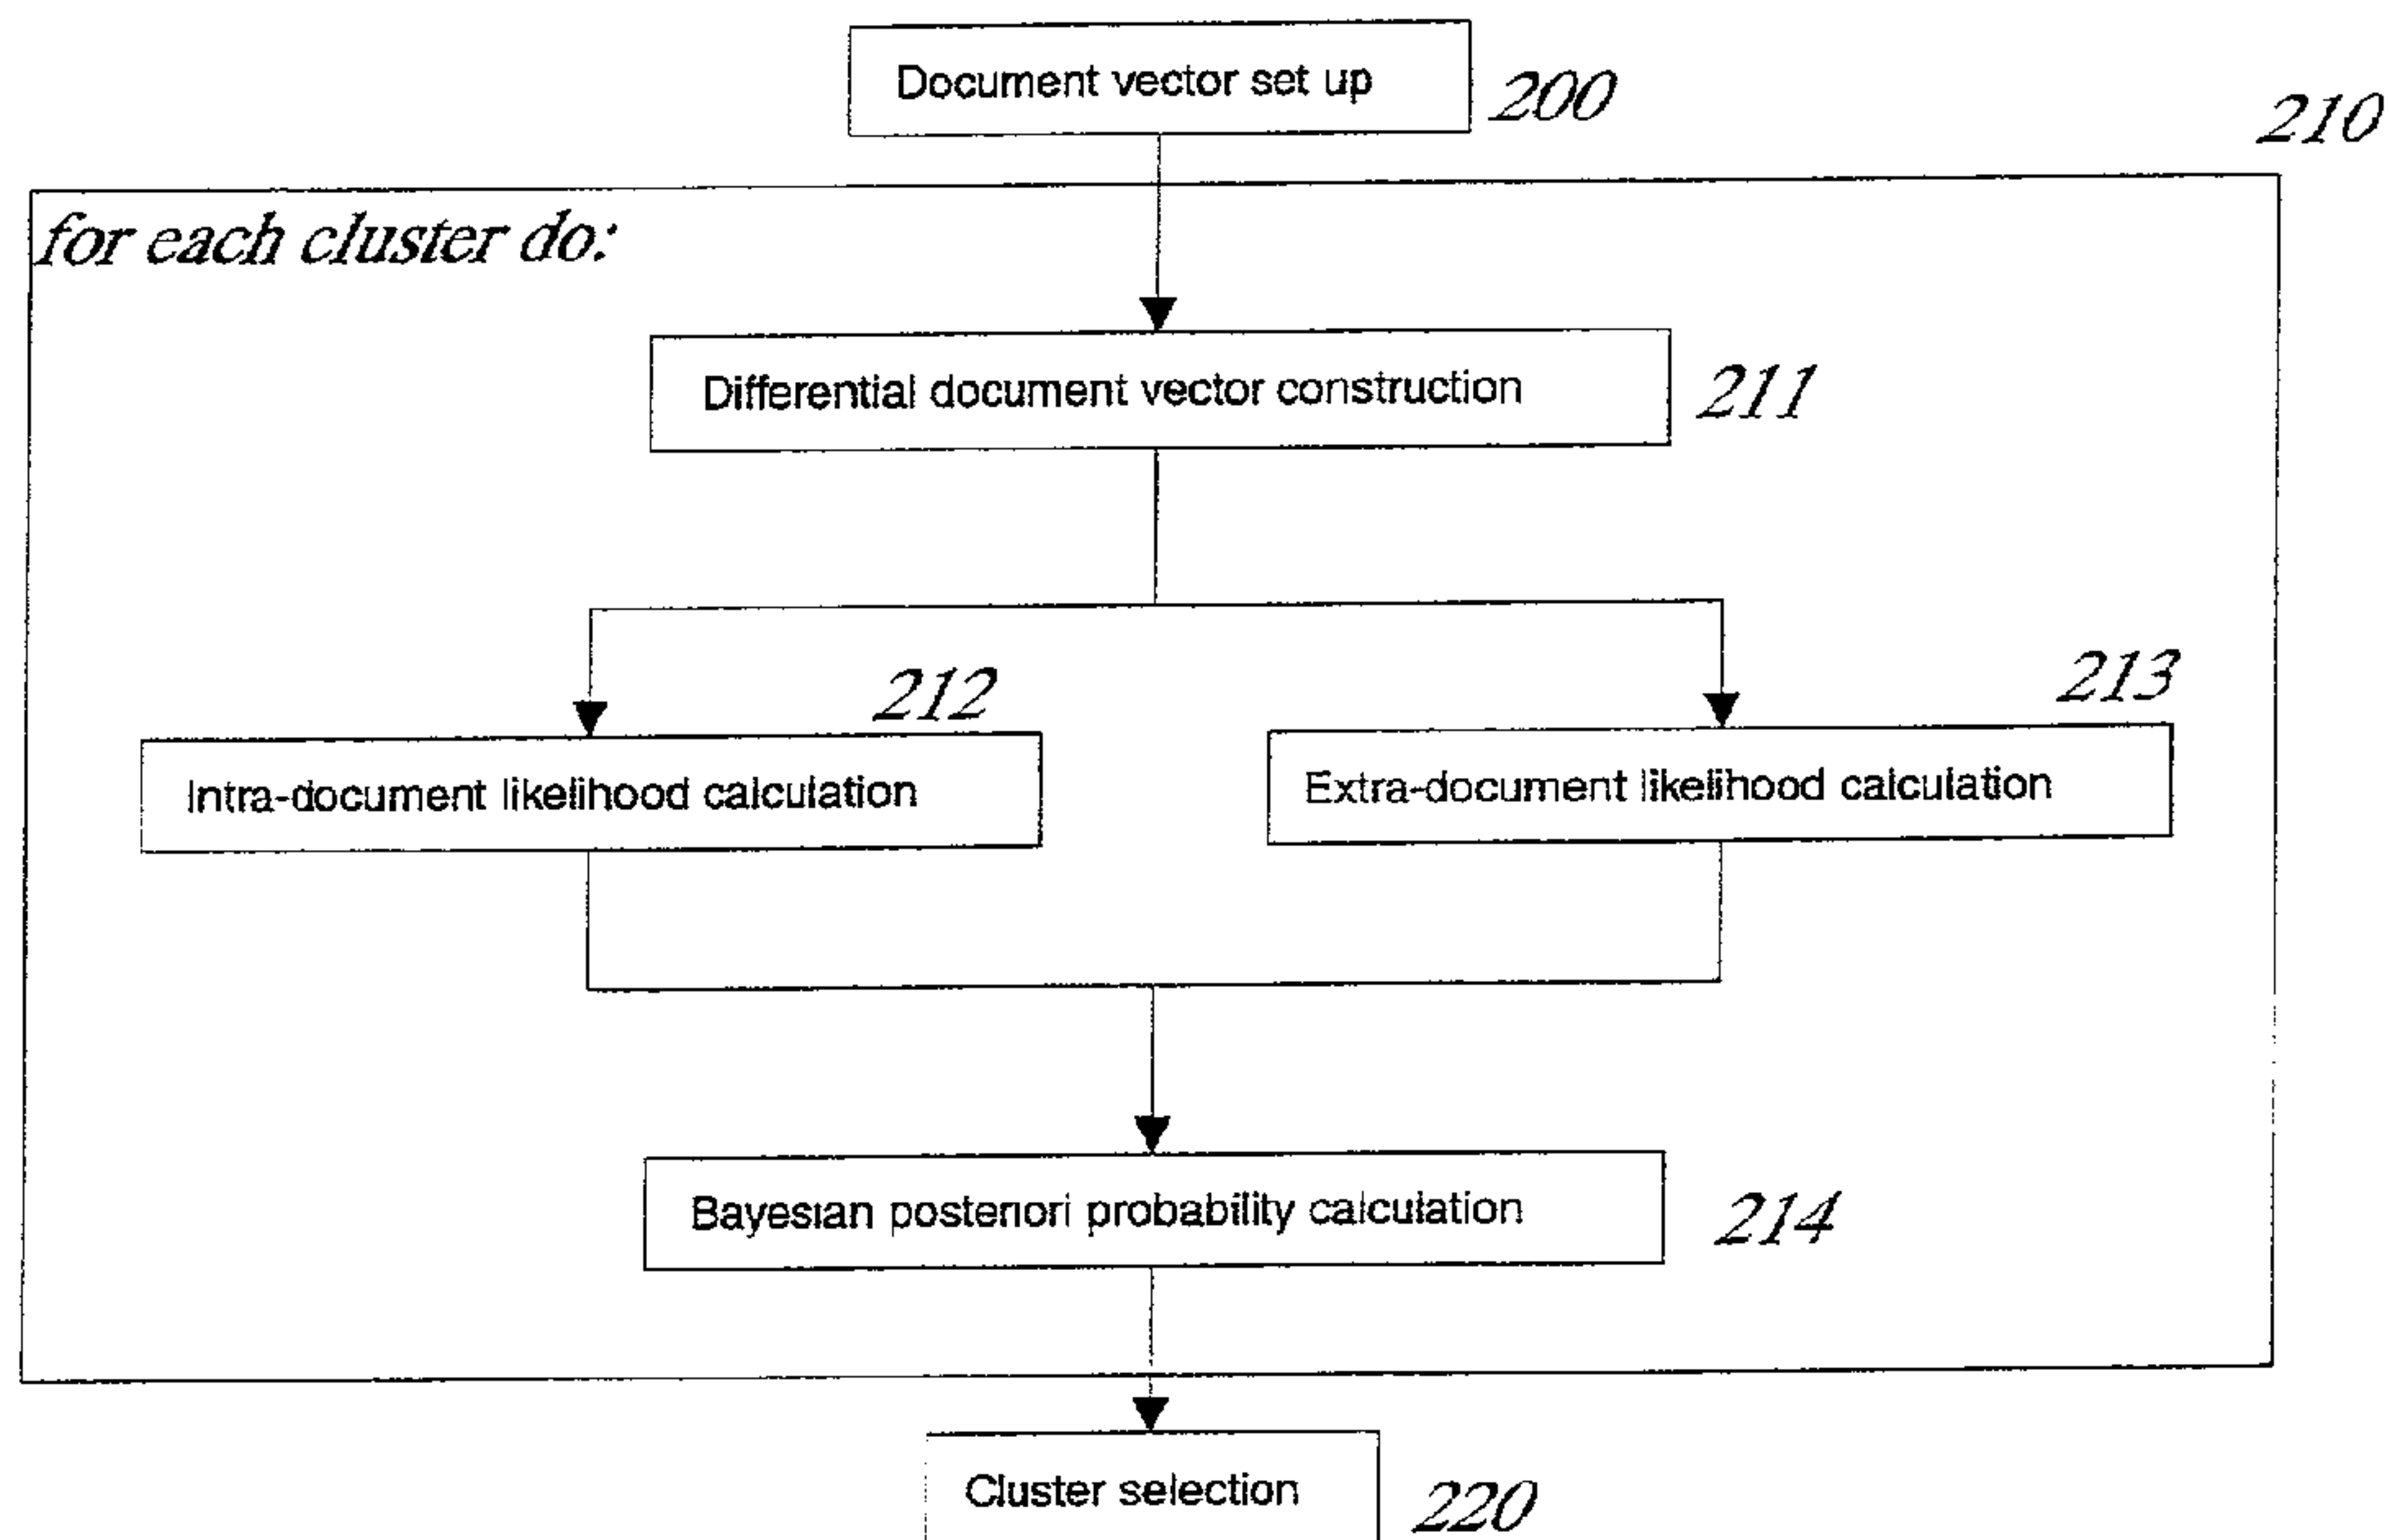 Document vector set up
200
210
for each cluster do:
Differential document vector construction
211
212
213
Intra-document likelihood calculation
Extra-document likelihood calculation
Bayesian posteriori probability calculation
214
Cluster selection
220